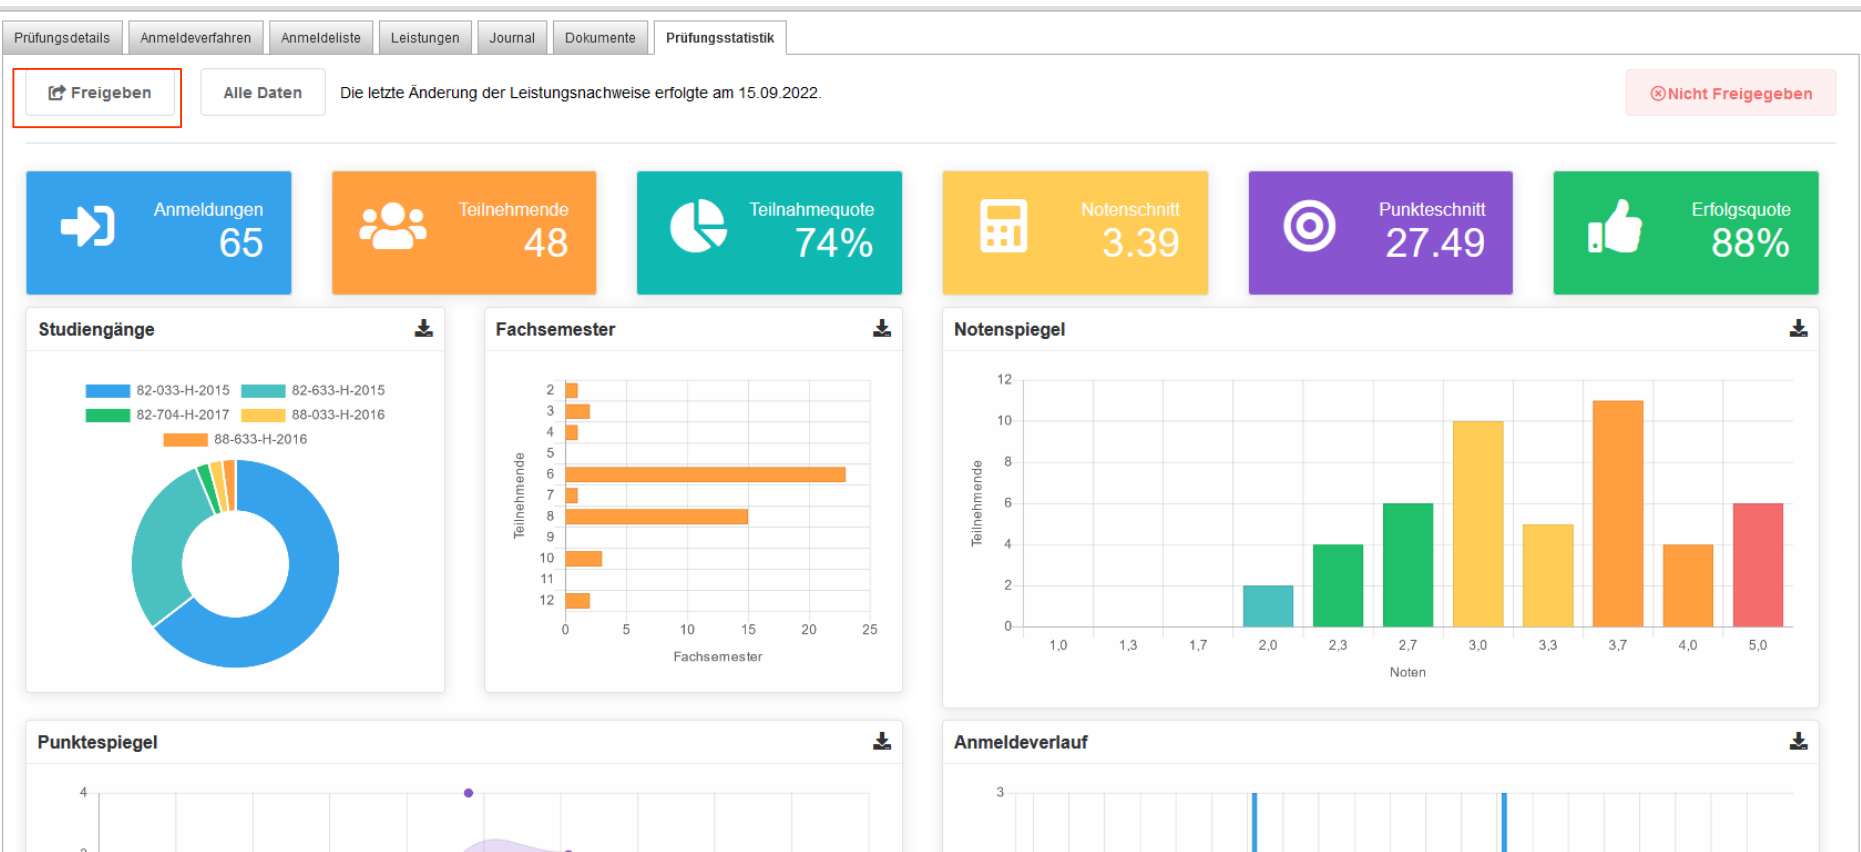 Prüfungsdetails
Anmeldeverfahren
Anmeldeliste
Leistungen
Journal
Dokumente
Prüfungsstatistik
Freigeben
Alle Daten
Die letzte Änderung der Leistungsnachweise erfolgte am 15.09.2022.
Nicht Freigegeben
Anmeldungen
65
Teilnehmende
48
Teilnahmequote
74%
Notenschnitt
3.39
Punkteschnitt
27.49
Erfolgsquote
88%
Studiengänge
82-033-H-2015
82-633-H-2015
82-704-H-2017
88-033-H-2016
88-633-H-2016
Fachsemester
Teilnehmende
2
3
4
5
6
7
8
9
10
11
12
0 5 10 15 20 25
Fachsemester
Notenspiegel
Teilnehmende
12
10
8
6
4
2
0
1,0 1,3 1,7 2,0 2,3 2,7 3,0 3,3 3,7 4,0 5,0
Noten
Punktespiegel
4
Anmeldeverlauf
3